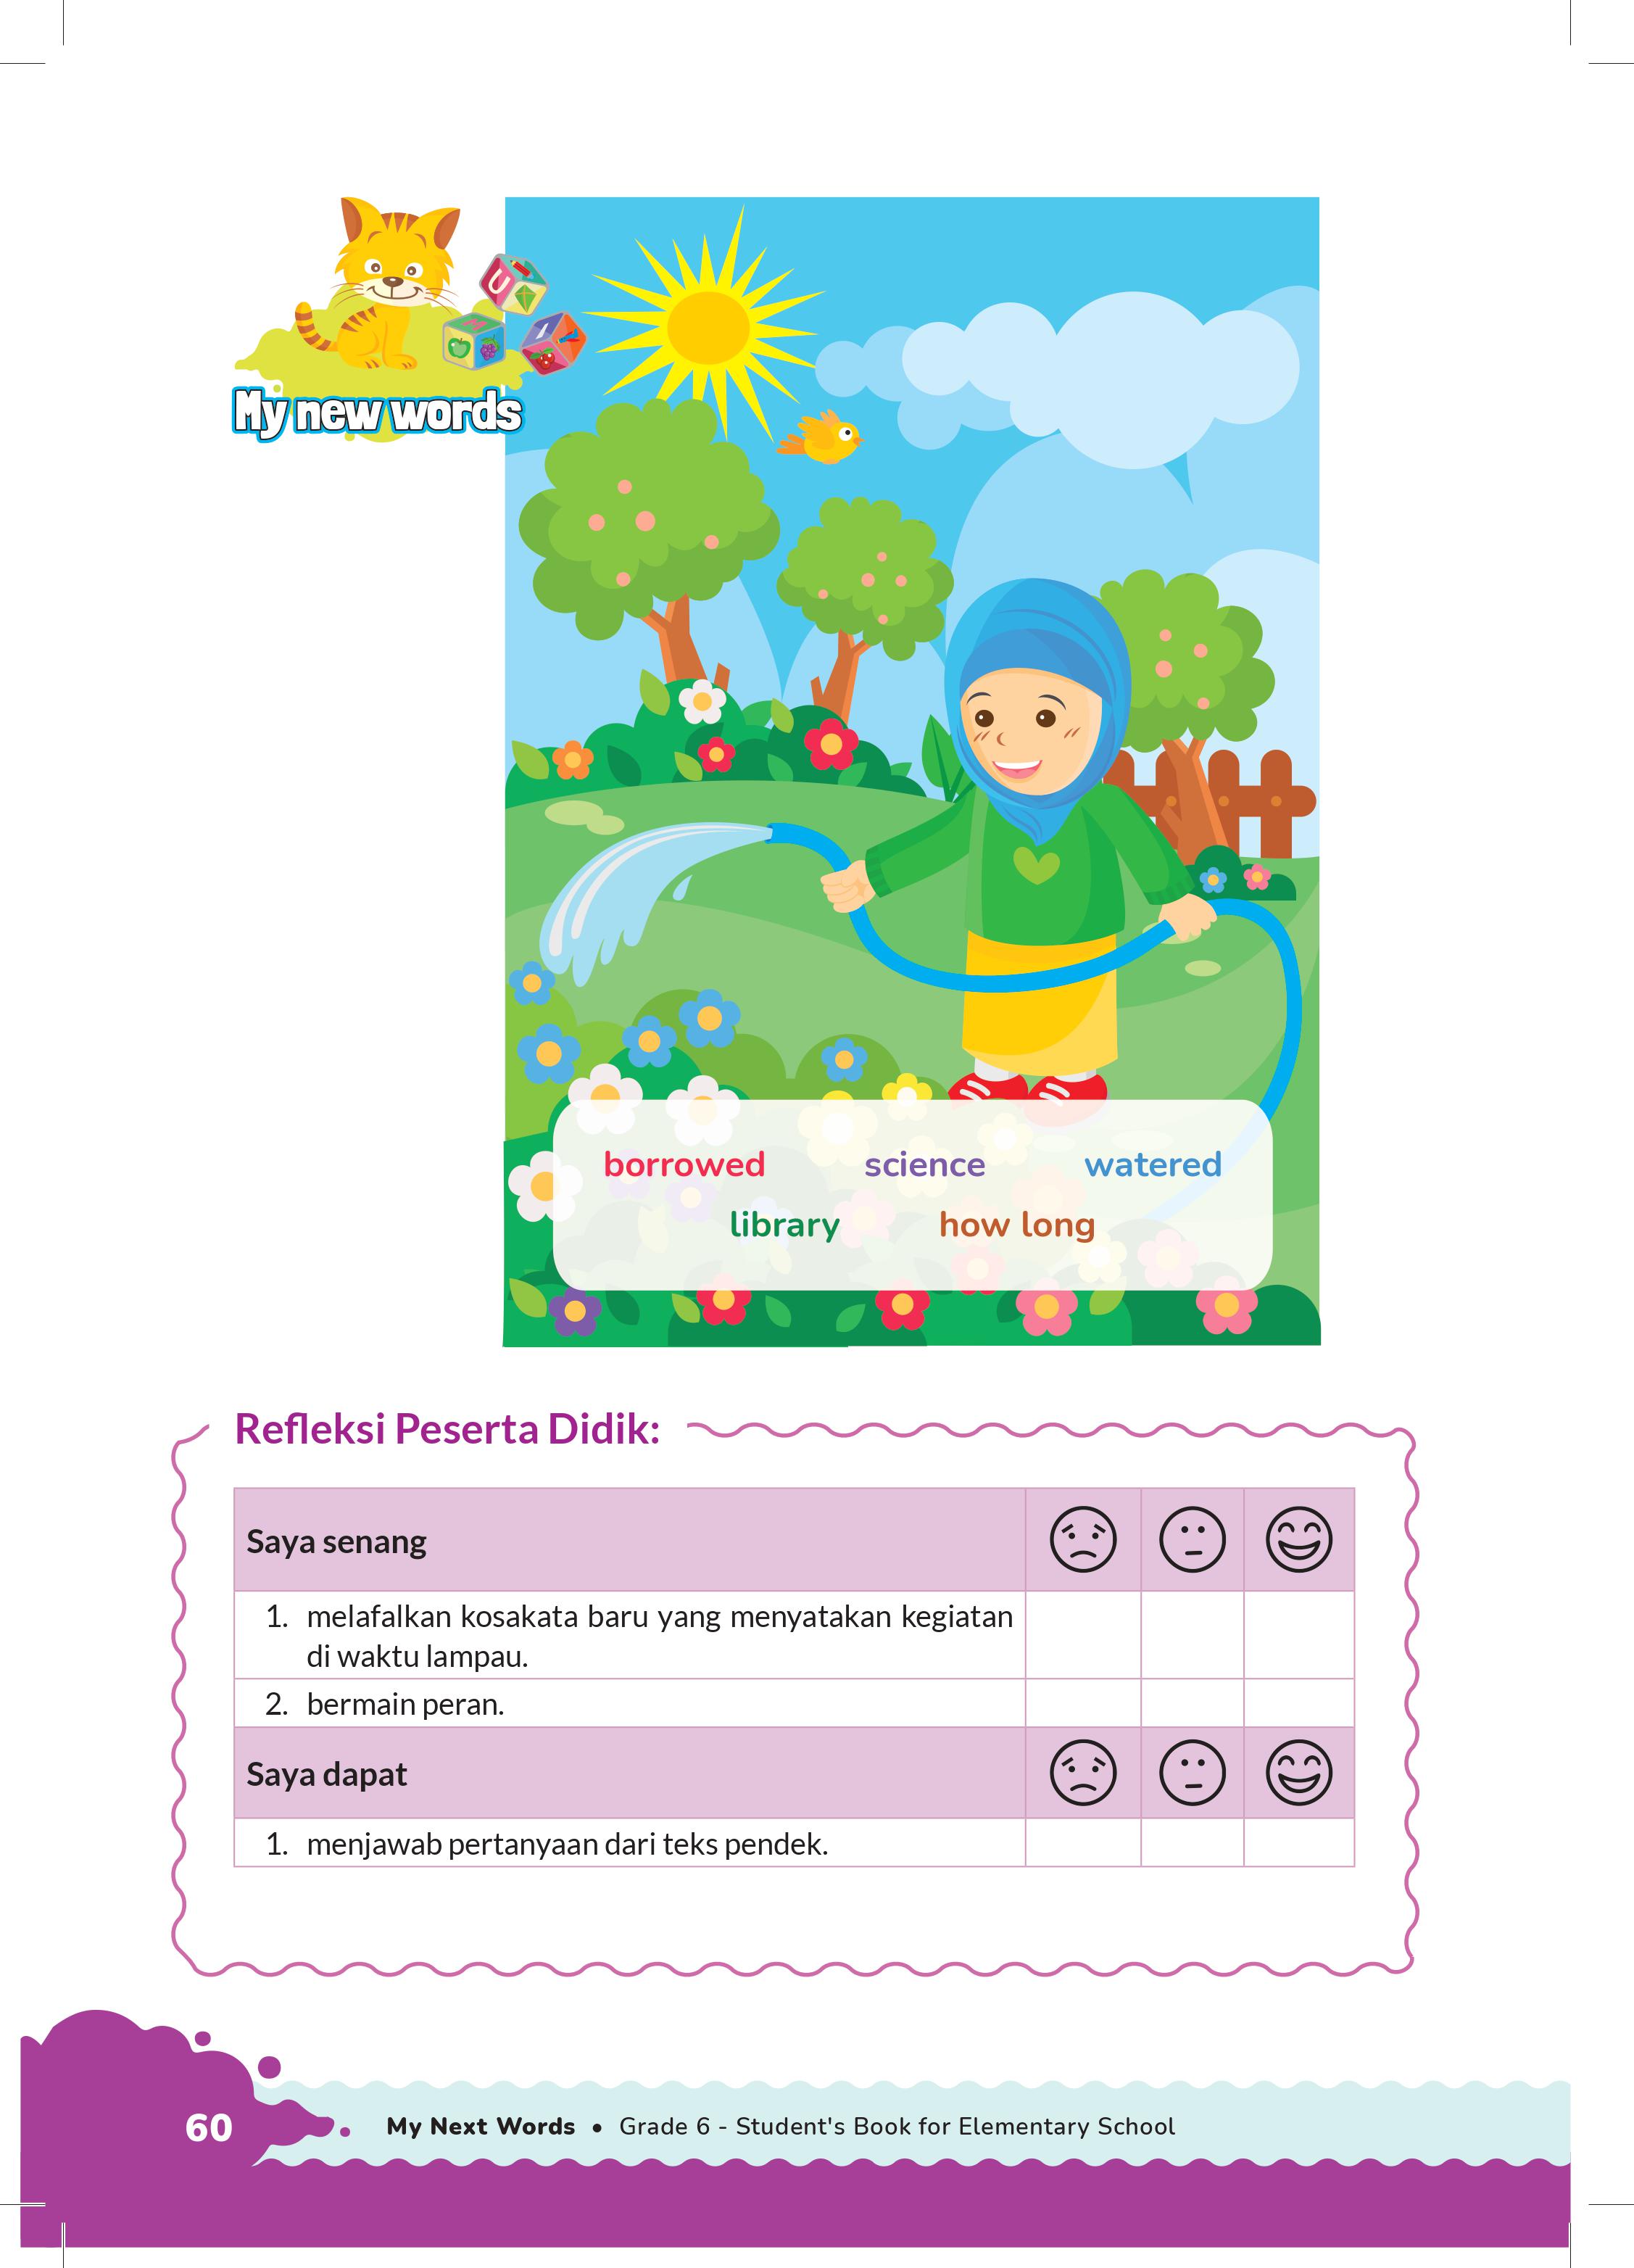 My new words
borrowed science watered
library how long
Refleksi Peserta Didik:
Saya senang
1. melafalkan kosakata baru yang menyatakan kegiatan
di waktu lampau.
2. bermain peran.
Saya dapat
1. menjawab pertanyaan dari teks pendek.
60
My Next Words • Grade 6 - Student's Book for Elementary School